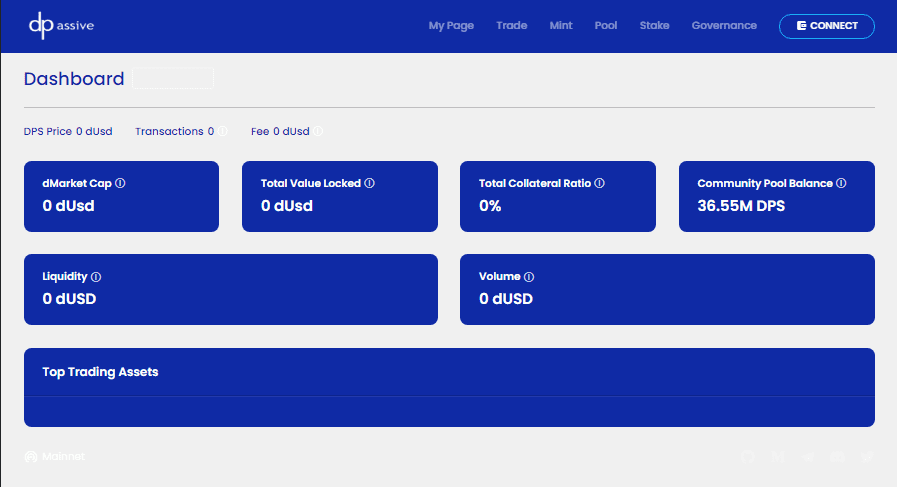 dp assive
My Page Trade Mint Pool Stake Governance CONNECT
Dashboard
DPS Price 0 dUsd Transactions 0 Fee 0 dUsd
dMarket Cap Total Value Locked Total Collateral Ratio Community Pool Balance
0 dUsd 0 dUsd 0% 36.55M DPS
Liquidity Volume
0 dUSD 0 dUSD
Top Trading Assets
Mainnet